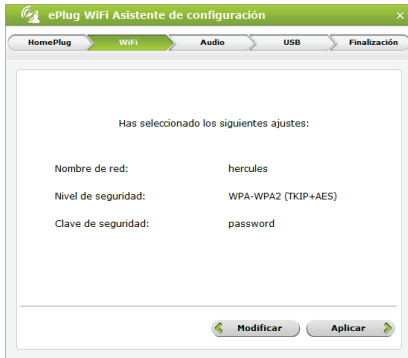 ePlug WiFi Asistente de configuración
HomePlug WiFi Audio USB Finalización
Has seleccionado los siguientes ajustes:
Nombre de red: hercules
Nivel de seguridad: WPA-WPA2 (TKIP+AES)
Clave de seguridad: password
Modificar Aplicar